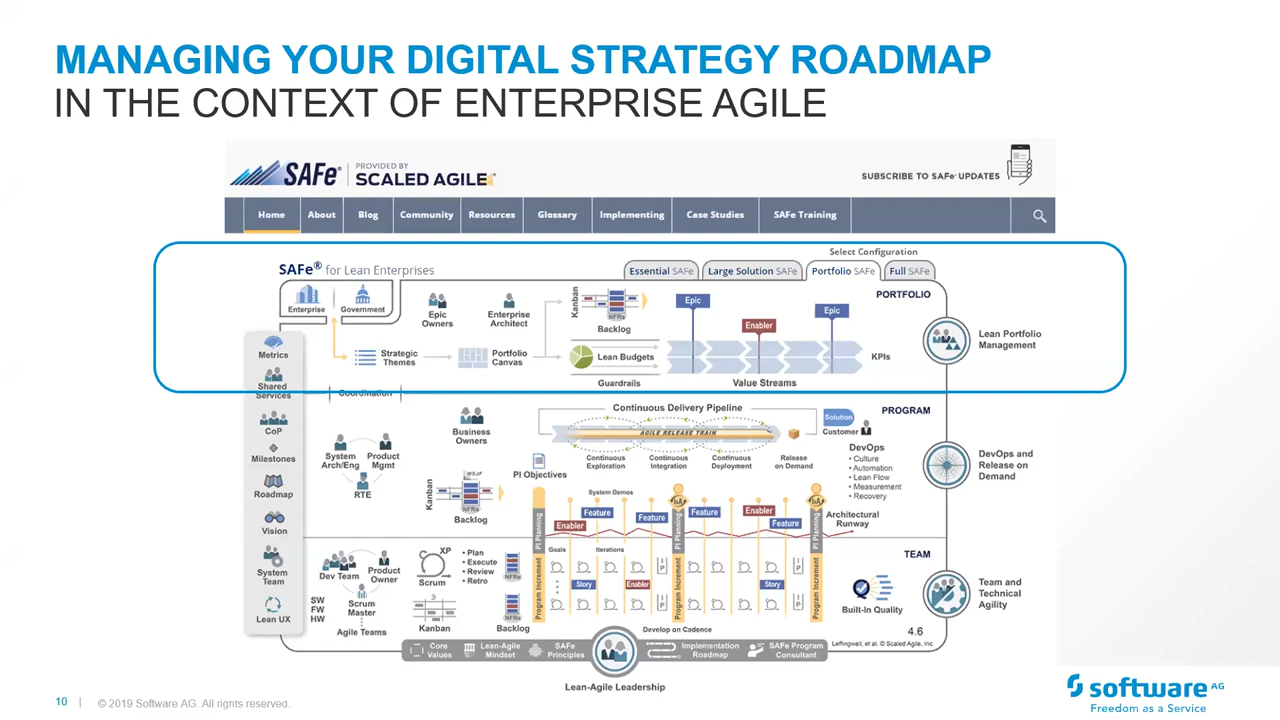 MANAGING YOUR DIGITAL STRATEGY ROADMAP
IN THE CONTEXT OF ENTERPRISE AGILE
SAFe® PROVIDED BY
SCALED AGILE
SUBSCRIBE TO SAFe UPDATES
Home About Blog Community Resources Glossary Implementing Case Studies SAFe Training
Select Configuration
SAFe® for Lean Enterprises
Essential SAFe Large Solution SAFe Portfolio SAFe Full SAFe
Enterprise Government
Epic
Owners
Enterprise
Architect
Kanban
NFRs
Backlog
Epic
Enabler
Epic
PORTFOLIO
Lean Portfolio
Management
Strategic
Themes
Portfolio
Canvas
Lean Budgets
Guardrails
Value Streams
KPIs
Metrics
Shared
Services
CoP
Milestones
Roadmap
Vision
System
Team
Lean UX
Coordination
Business
Owners
Continuous Delivery Pipeline
AGILE RELEASE TRAIN
Continuous
Exploration
Continuous
Integration
Continuous
Deployment
Release
on Demand
Solution
Customer
PROGRAM
DevOps
• Culture
• Automation
• Lean Flow
• Measurement
• Recovery
DevOps and
Release on
Demand
System
Arch/Eng
Product
Mgmt
RTE
PI Objectives
Kanban
WSJF
NFRs
Backlog
System Demos
Enabler
Feature
Feature
Feature
Enabler
Feature
I&A
I&A
Architectural
Runway
PI Planning
PI Planning
PI Planning
Goals
Iterations
Story
Enabler
Story
I P
I P
I P
Program Increment
Program Increment
Program Increment
Develop on Cadence
TEAM
Built-In Quality
Team and
Technical
Agility
Dev Team
Product
Owner
Scrum
Master
Agile Teams
SW
FW
HW
XP
Scrum
• Plan
• Execute
• Review
• Retro
Kanban
NFRs
NFRs
Backlog
4.6
Leffingwell, et al. © Scaled Agile, Inc.
Core
Values
Lean-Agile
Mindset
SAFe
Principles
Implementation
Roadmap
SAFe Program
Consultant
Lean-Agile Leadership
10 | © 2019 Software AG. All rights reserved..
software AG
Freedom as a Service